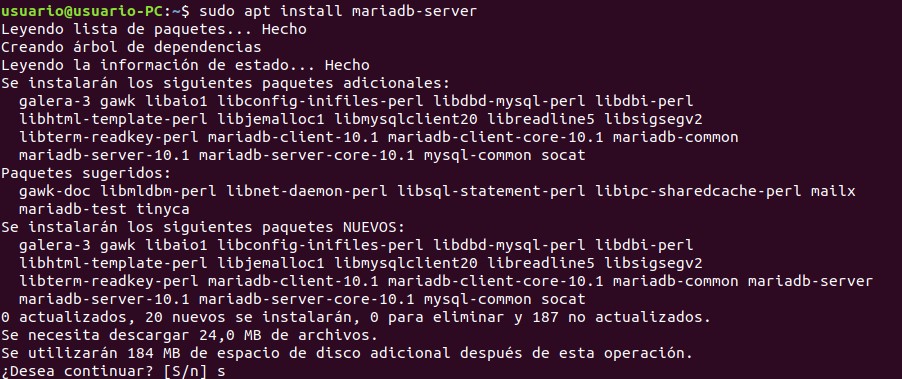 usuario@usuario-PC:~$ sudo apt install mariadb-server
Leyendo lista de paquetes... Hecho
Creando árbol de dependencias
Leyendo la información de estado... Hecho
Se instalarán los siguientes paquetes adicionales:
  galera-3 gawk libaio1 libconfig-inifiles-perl libdbd-mysql-perl libdbi-perl
  libhtml-template-perl libjemalloc1 libmysqlclient20 libreadline5 libsigsegv2
  libterm-readkey-perl mariadb-client-10.1 mariadb-client-core-10.1 mariadb-common
  mariadb-server-10.1 mariadb-server-core-10.1 mysql-common socat
Paquetes sugeridos:
  gawk-doc libmldbm-perl libnet-daemon-perl libsql-statement-perl libipc-sharedcache-perl mailx
  mariadb-test tinyca
Se instalarán los siguientes paquetes NUEVOS:
  galera-3 gawk libaio1 libconfig-inifiles-perl libdbd-mysql-perl libdbi-perl
  libhtml-template-perl libjemalloc1 libmysqlclient20 libreadline5 libsigsegv2
  libterm-readkey-perl mariadb-client-10.1 mariadb-client-core-10.1 mariadb-common mariadb-server
  mariadb-server-10.1 mariadb-server-core-10.1 mysql-common socat
0 actualizados, 20 nuevos se instalarán, 0 para eliminar y 187 no actualizados.
Se necesita descargar 24,0 MB de archivos.
Se utilizarán 184 MB de espacio de disco adicional después de esta operación.
¿Desea continuar? [S/n] s